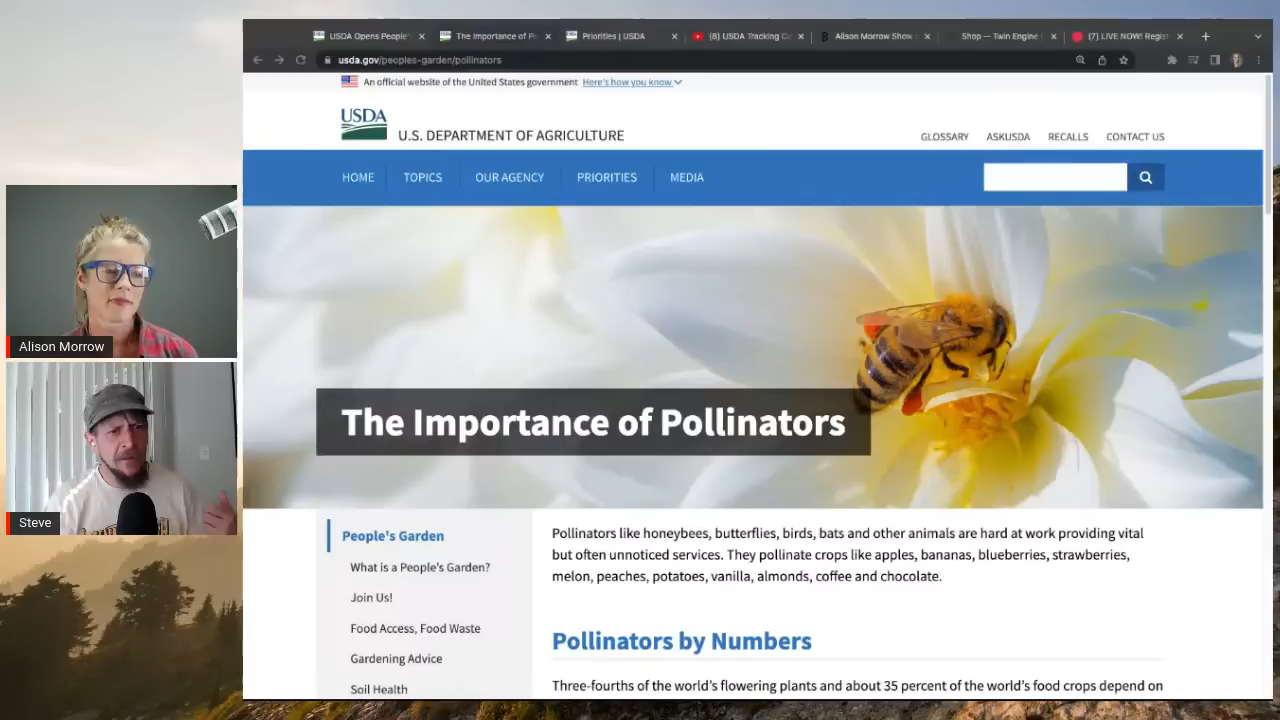 USDA Opens People'
The Importance of P
Priorities | USDA
(8) USDA Tracking C
Alison Morrow Show
Shop — Twin Engine
(7) LIVE NOW! Regist
usda.gov/peoples-garden/pollinators
An official website of the United States government Here's how you know
USDA
U.S. DEPARTMENT OF AGRICULTURE
GLOSSARY
ASKUSDA
RECALLS
CONTACT US
HOME
TOPICS
OUR AGENCY
PRIORITIES
MEDIA
The Importance of Pollinators
Alison Morrow
Steve
People's Garden
What is a People's Garden?
Join Us!
Food Access, Food Waste
Gardening Advice
Soil Health
Pollinators like honeybees, butterflies, birds, bats and other animals are hard at work providing vital
but often unnoticed services. They pollinate crops like apples, bananas, blueberries, strawberries,
melon, peaches, potatoes, vanilla, almonds, coffee and chocolate.
Pollinators by Numbers
Three-fourths of the world's flowering plants and about 35 percent of the world's food crops depend on